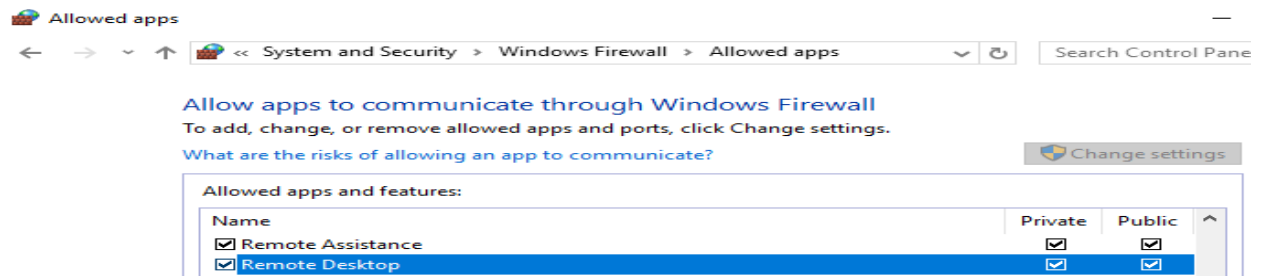 Allowed apps
« System and Security > Windows Firewall > Allowed apps Search Control Pane
Allow apps to communicate through Windows Firewall
To add, change, or remove allowed apps and ports, click Change settings.
What are the risks of allowing an app to communicate? Change settings
Allowed apps and features:
Name Private Public
Remote Assistance
Remote Desktop